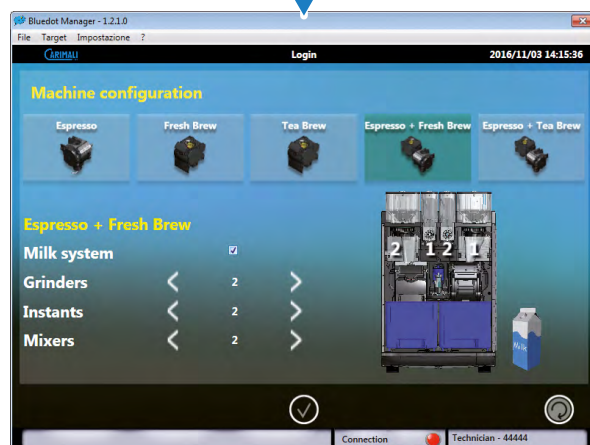 Bluedot Manager - 1.2.1.0
File Target Impostazione ?
CARIMALI Login 2016/11/03 14:15:36
Machine configuration
Espresso Fresh Brew Tea Brew Espresso + Fresh Brew Espresso + Tea Brew
Espresso + Fresh Brew
2 1 2 1
Milk system
Grinders < 2 >
Instants < 2 >
Mixers < 2 >
Milk
Connection Technician - 44444